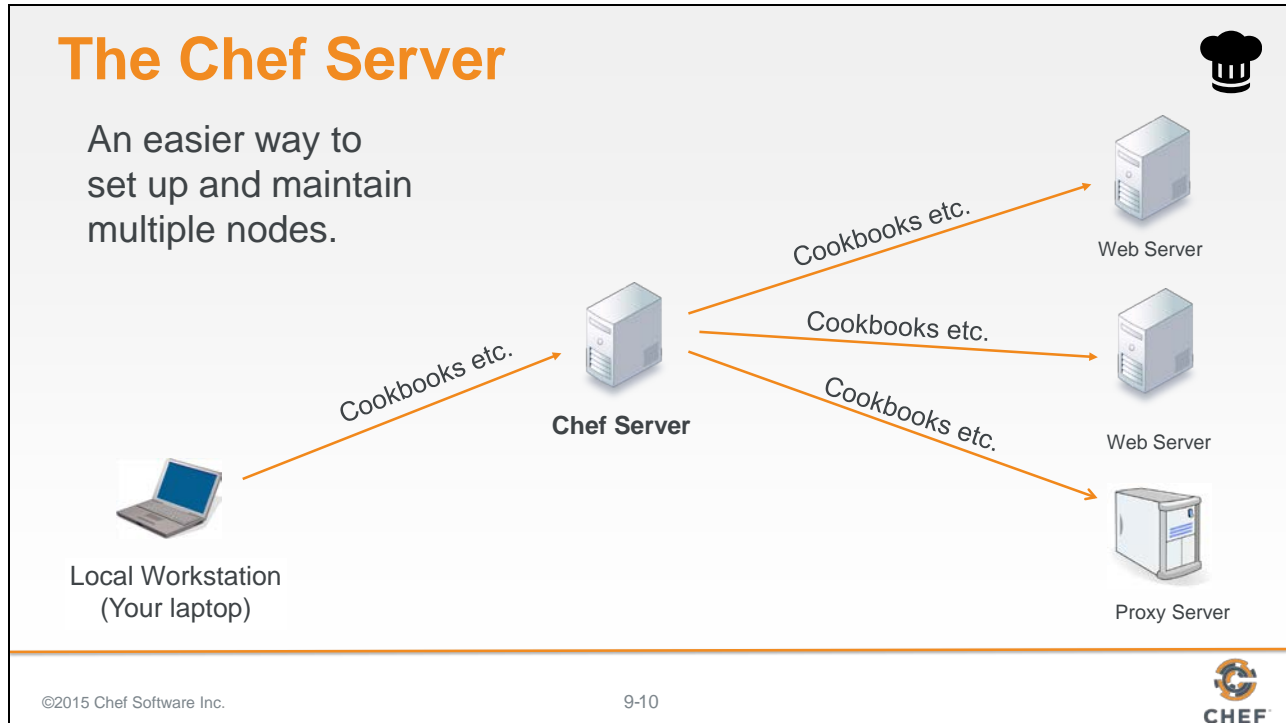 The Chef Server
An easier way to
set up and maintain
multiple nodes.
Cookbooks etc.
Web Server
Cookbooks etc.
Cookbooks etc.
Cookbooks etc.
Chef Server
Web Server
Local Workstation
(Your laptop)
Proxy Server
©2015 Chef Software Inc.
9-10
CHEF